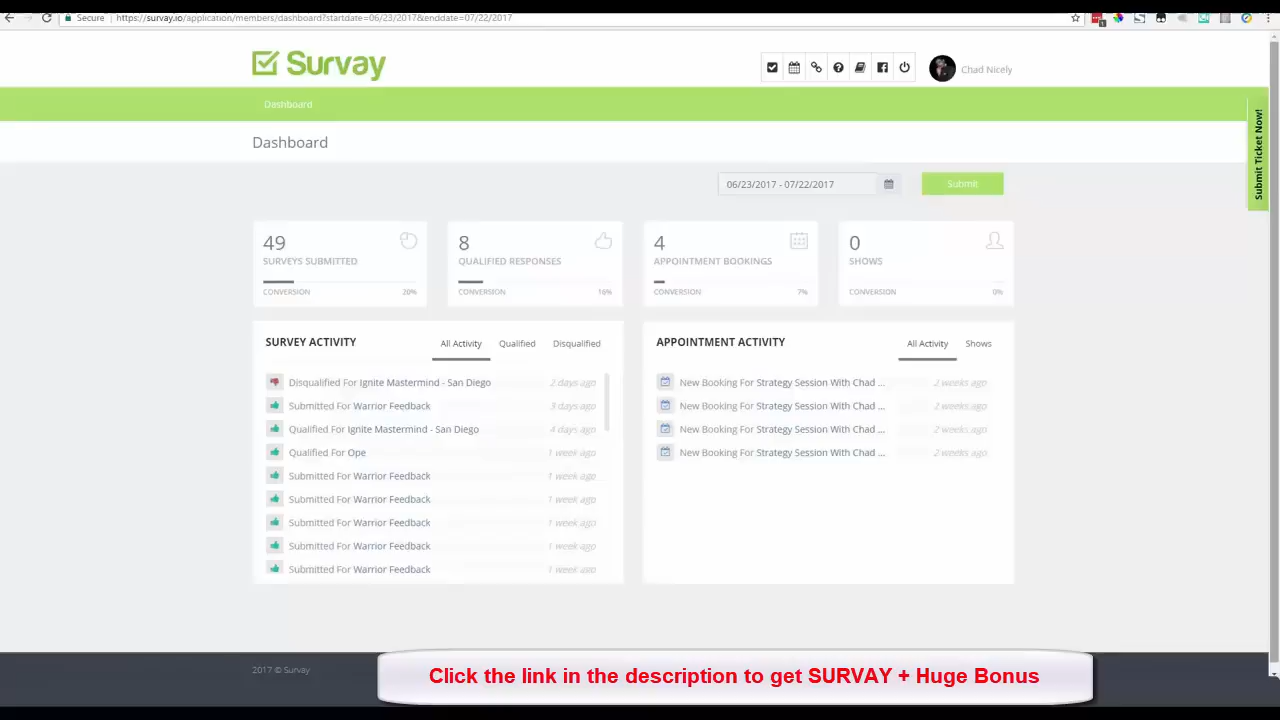 Secure https://survay.io/application/members/dashboard?startdate=06/23/2017&enddate=07/22/2017
Survay
Chad Nicely
Dashboard
Submit Ticket Now!
Dashboard
06/23/2017 - 07/22/2017
Submit
49
SURVEYS SUBMITTED
CONVERSION 20%
8
QUALIFIED RESPONSES
CONVERSION 16%
4
APPOINTMENT BOOKINGS
CONVERSION 7%
0
SHOWS
CONVERSION 0%
SURVEY ACTIVITY All Activity Qualified Disqualified
Disqualified For Ignite Mastermind - San Diego 2 days ago
Submitted For Warrior Feedback 3 days ago
Qualified For Ignite Mastermind - San Diego 4 days ago
Qualified For Ope 1 week ago
Submitted For Warrior Feedback 1 week ago
Submitted For Warrior Feedback 1 week ago
Submitted For Warrior Feedback 1 week ago
Submitted For Warrior Feedback 1 week ago
Submitted For Warrior Feedback 1 week ago
APPOINTMENT ACTIVITY All Activity Shows
New Booking For Strategy Session With Chad ... 2 weeks ago
New Booking For Strategy Session With Chad ... 2 weeks ago
New Booking For Strategy Session With Chad ... 2 weeks ago
New Booking For Strategy Session With Chad ... 2 weeks ago
2017 © Survay
Click the link in the description to get SURVAY + Huge Bonus